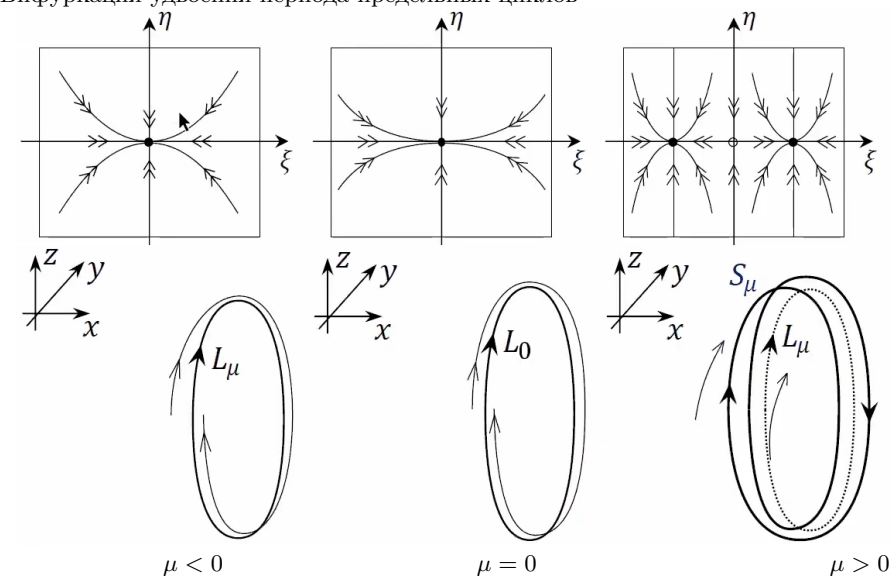 Бифуркации удвоения периода предельных циклов
η η η
ξ ξ ξ
z y x z y x z y x
S_μ
L_μ L_0 L_μ
μ < 0 μ = 0 μ > 0